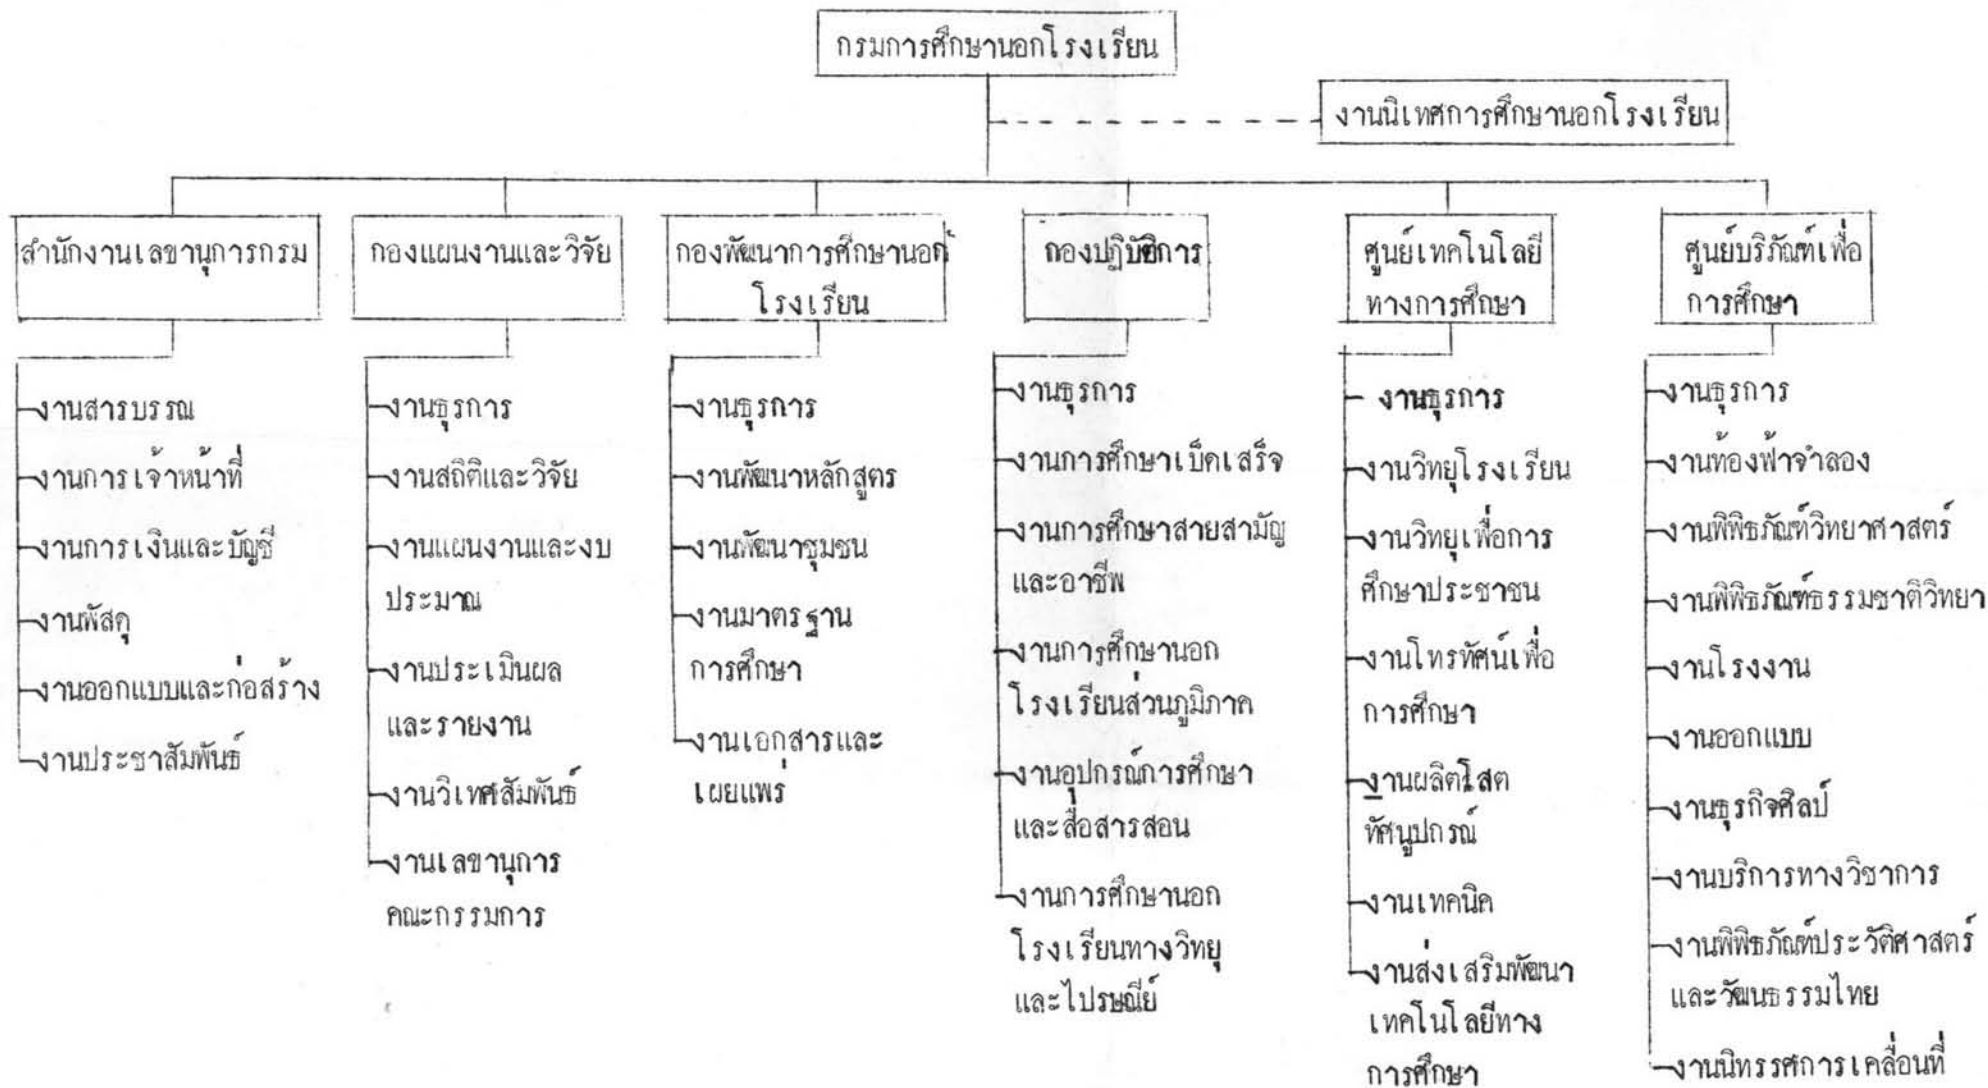 กรมการศึกษานอกโรงเรียน
งานนิเทศการศึกษานอกโรงเรียน
สำนักงานเลขานุการกรม
งานสารบรรณ
งานการเจ้าหน้าที่
งานการเงินและบัญชี
งานพัสดุ
งานออกแบบและก่อสร้าง
งานประชาสัมพันธ์
กองแผนงานและวิจัย
งานธุรการ
งานสถิติและวิจัย
งานแผนงานและงบ
ประมาณ
งานประเมินผล
และรายงาน
งานวิเทศสัมพันธ์
งานเลขานุการ
คณะกรรมการ
กองพัฒนาการศึกษานอก
โรงเรียน
งานธุรการ
งานพัฒนาหลักสูตร
งานพัฒนาชุมชน
งานมาตรฐาน
การศึกษา
งานเอกสารและ
เผยแพร่
กองปฏิบัติการ
งานธุรการ
งานการศึกษาเบ็ดเสร็จ
งานการศึกษาสายสามัญ
และอาชีพ
งานการศึกษานอก
โรงเรียนส่วนภูมิภาค
งานอุปกรณ์การศึกษา
และสื่อสารสอน
งานการศึกษานอก
โรงเรียนทางวิทยุ
และไปรษณีย์
ศูนย์เทคโนโลยี
ทางการศึกษา
งานธุรการ
งานวิทยุโรงเรียน
งานวิทยุเพื่อการ
ศึกษาประชาชน
งานโทรทัศน์เพื่อ
การศึกษา
งานผลิตโสต
ทัศนูปกรณ์
งานเทคนิค
งานส่งเสริมพัฒนา
เทคโนโลยีทาง
การศึกษา
ศูนย์บริภัณฑ์เพื่อ
การศึกษา
งานธุรการ
งานท้องฟ้าจำลอง
งานพิพิธภัณฑ์วิทยาศาสตร์
งานพิพิธภัณฑ์ธรรมชาติวิทยา
งานโรงงาน
งานออกแบบ
งานธุรกิจศิลป์
งานบริการทางวิชาการ
งานพิพิธภัณฑ์ประวัติศาสตร์
และวัฒนธรรมไทย
งานนิทรรศการเคลื่อนที่